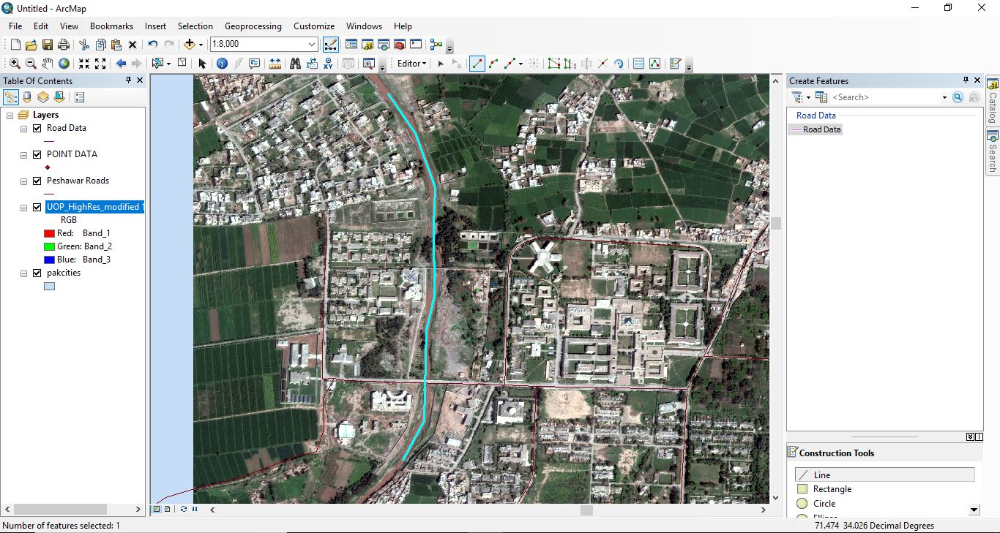 Untitled - ArcMap
File Edit View Bookmarks Insert Selection Geoprocessing Customize Windows Help
1:8,000
Editor
Table Of Contents
Layers
Road Data
POINT DATA
Peshawar Roads
UOP_HighRes_modified 1
RGB
Red: Band_1
Green: Band_2
Blue: Band_3
pakcities
Create Features
<Search>
Road Data
Road Data
Construction Tools
Line
Rectangle
Circle
Catalog
Search
Number of features selected: 1
71.474 34.026 Decimal Degrees